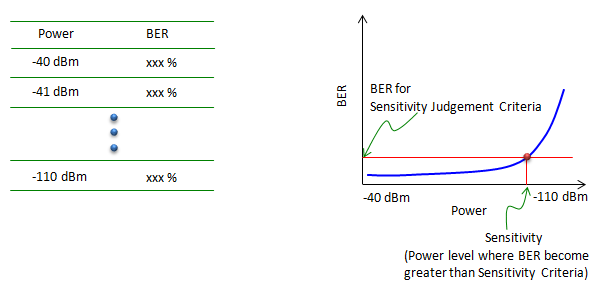 Power BER
-40 dBm xxx %
-41 dBm xxx %
-110 dBm xxx %
BER
BER for
Sensitivity Judgement Criteria
-40 dBm
-110 dBm
Power
Sensitivity
(Power level where BER become
greater than Sensitivity Criteria)